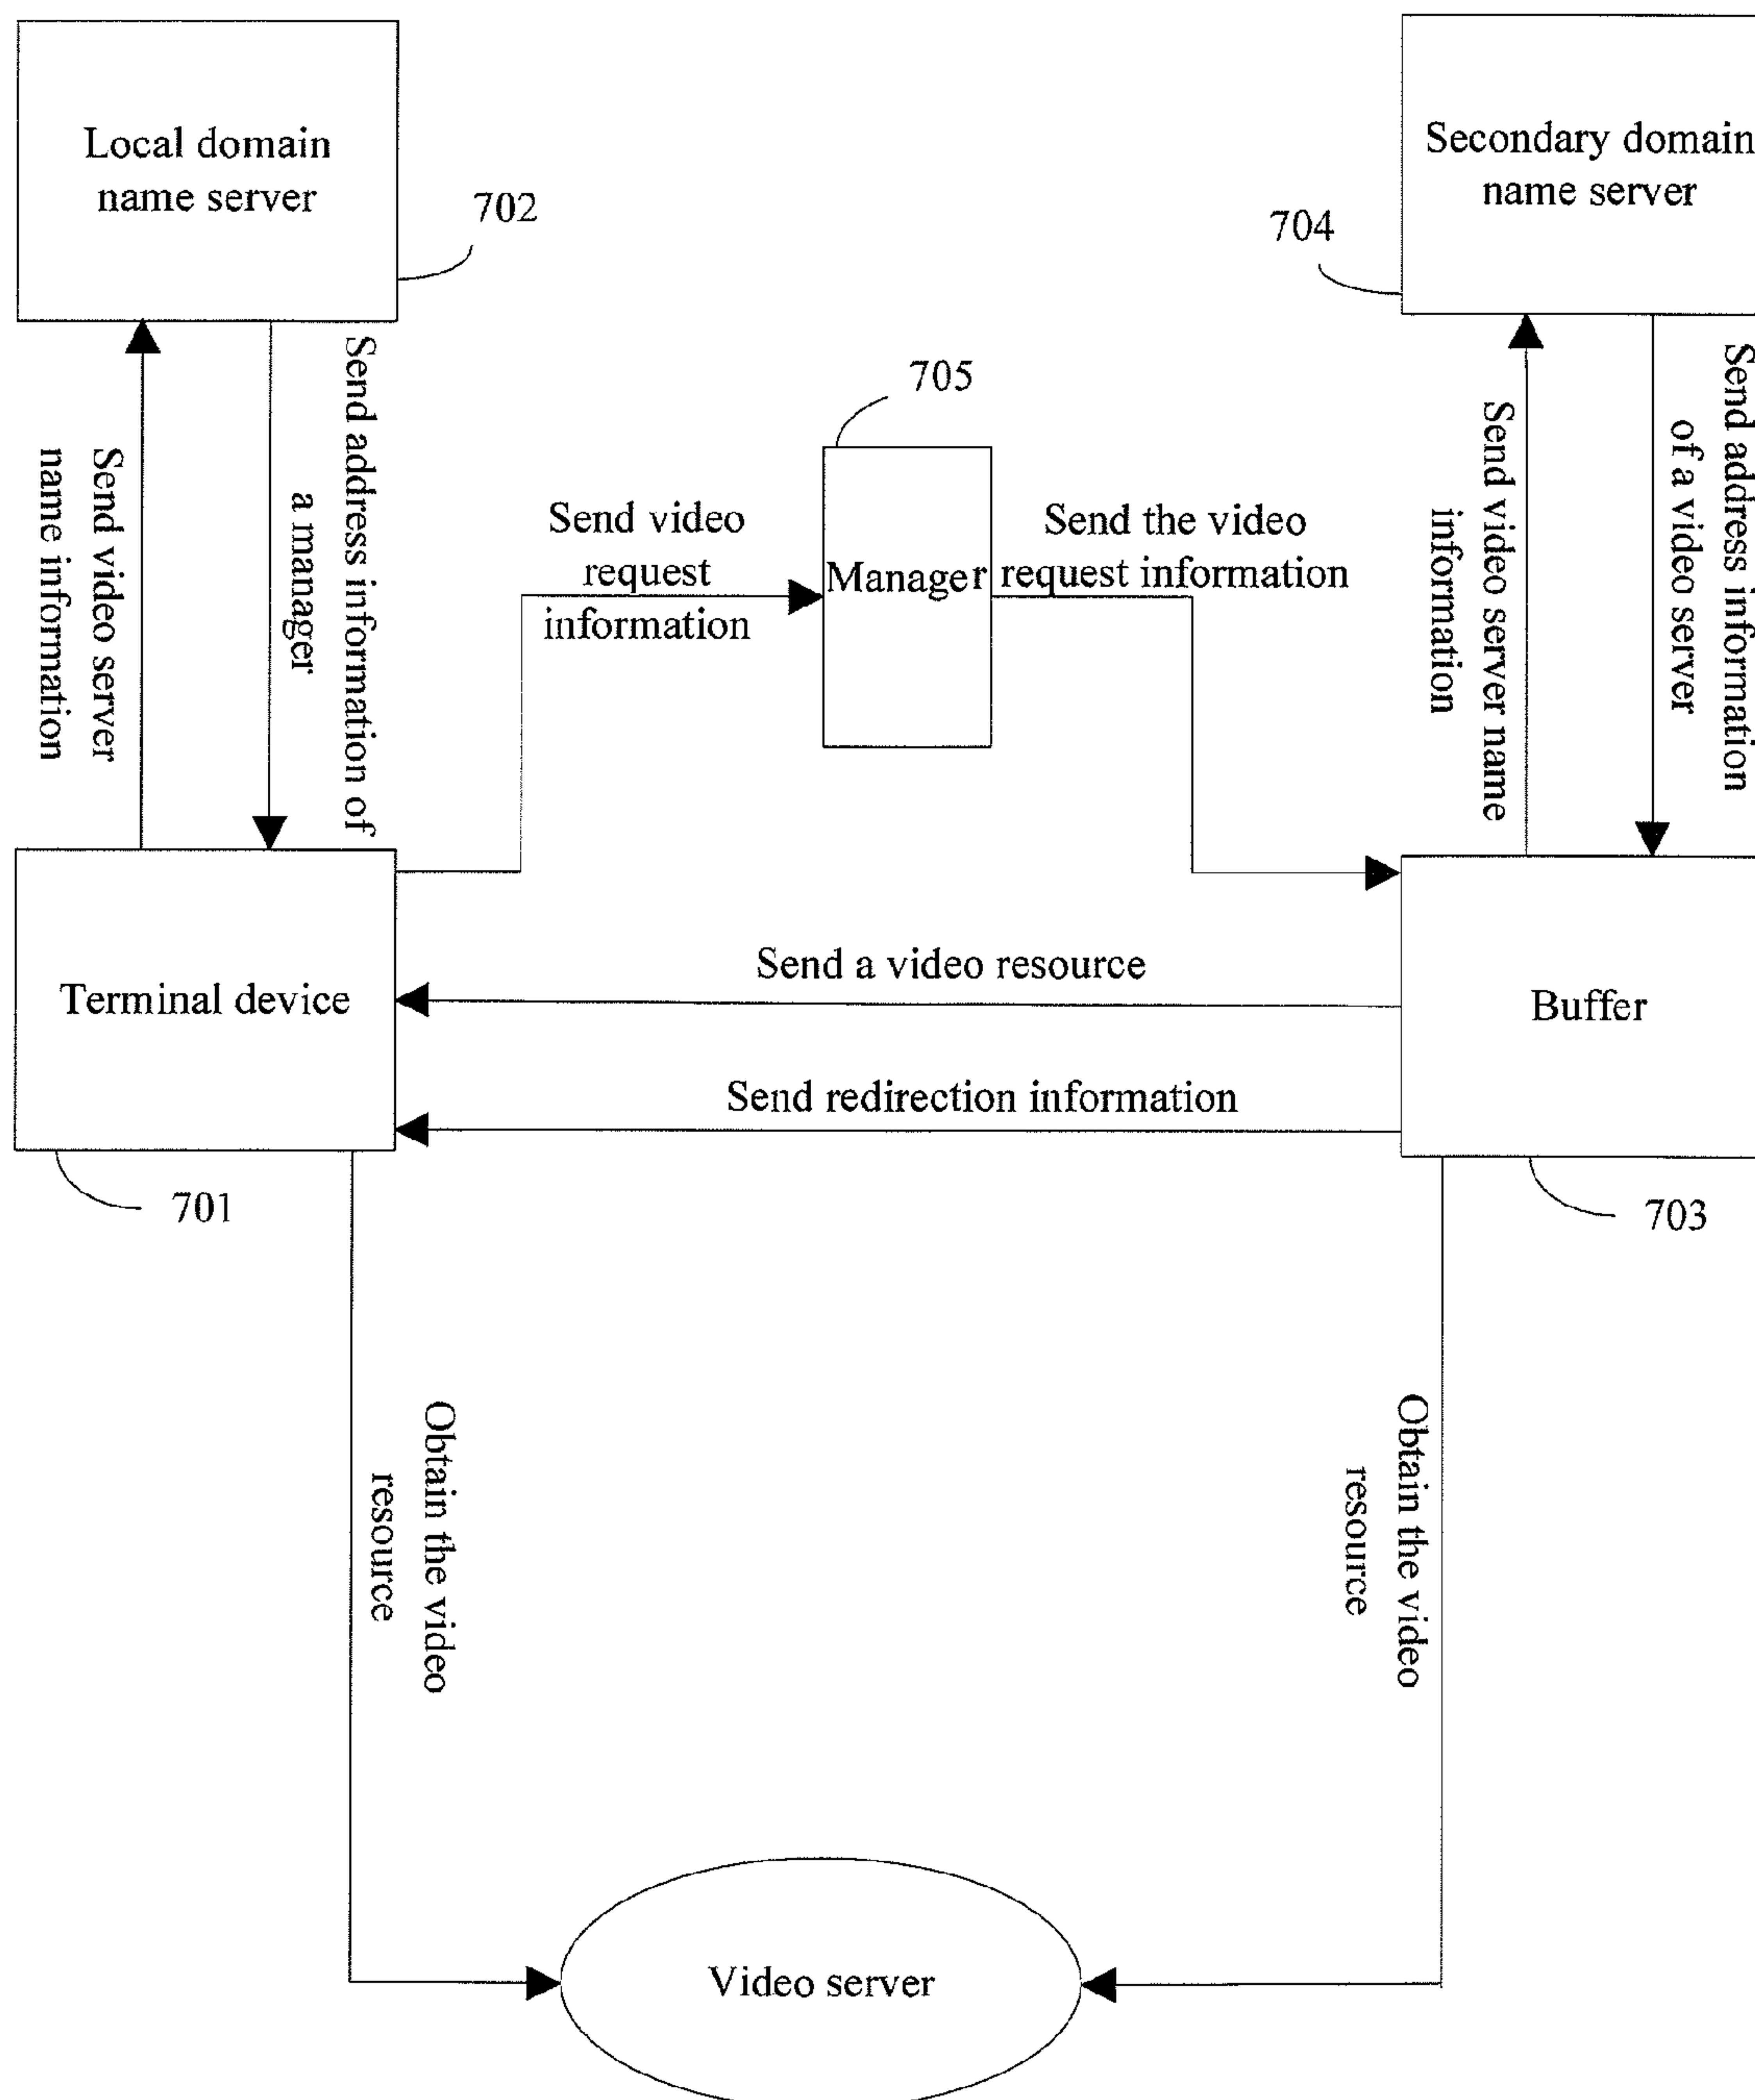 Local domain
name server
702
Secondary domain
name server
704
705
Send video server
name information
Send address information of
a manager
Send video
request
information
Manager
Send the video
request information
Send video server name
information
Send address information
of a video server
Terminal device
701
Send a video resource
Send redirection information
Buffer
703
Obtain the video
resource
Obtain the video
resource
Video server